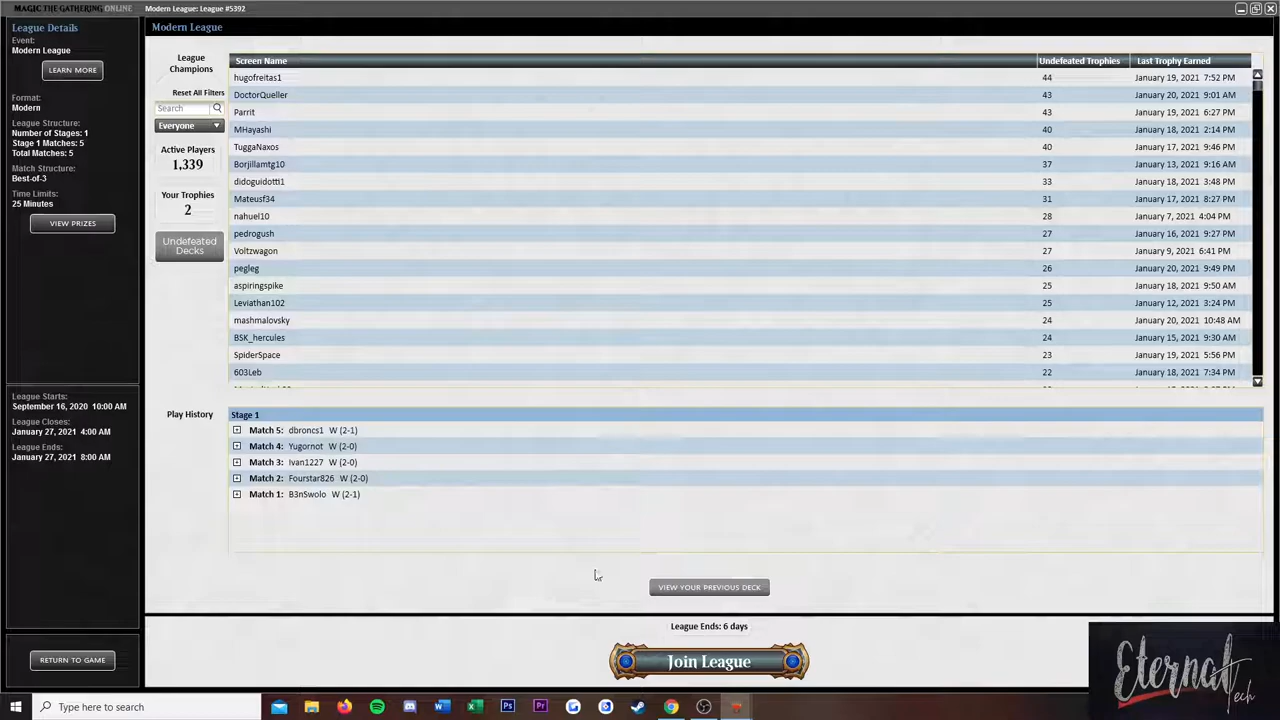 MAGIC THE GATHERING ONLINE
Modern League: League #5392
League Details
Event:
Modern League
LEARN MORE
Format:
Modern
League Structure:
Number of Stages: 1
Stage 1 Matches: 5
Total Matches: 5
Match Structure:
Best-of-3
Time Limits:
25 Minutes
VIEW PRIZES
League Starts:
September 16, 2020 10:00 AM
League Closes:
January 27, 2021 4:00 AM
League Ends:
January 27, 2021 8:00 AM
RETURN TO GAME
Modern League
League
Champions
Reset All Filters
Search
Everyone
Active Players
1,339
Your Trophies
2
Undefeated
Decks
Screen Name Undefeated Trophies Last Trophy Earned
hugofreitas1 44 January 19, 2021 7:52 PM
DoctorQueller 43 January 20, 2021 9:01 AM
Parrit 43 January 19, 2021 6:27 PM
MHayashi 40 January 18, 2021 2:14 PM
TuggaNaxos 40 January 17, 2021 9:46 PM
Borjillamtg10 37 January 13, 2021 9:16 AM
didoguidotti1 33 January 18, 2021 3:48 PM
Mateusf34 31 January 17, 2021 8:27 PM
nahuel10 28 January 7, 2021 4:04 PM
pedrogush 27 January 16, 2021 9:27 PM
Voltzwagon 27 January 9, 2021 6:41 PM
pegleg 26 January 20, 2021 9:49 PM
aspiringspike 25 January 18, 2021 9:50 AM
Leviathan102 25 January 12, 2021 3:24 PM
mashmalovsky 24 January 20, 2021 10:48 AM
BSK_hercules 24 January 15, 2021 9:30 AM
SpiderSpace 23 January 19, 2021 5:56 PM
603Leb 22 January 18, 2021 7:34 PM
Play History
Stage 1
Match 5: dbroncs1 W (2-1)
Match 4: Yugornot W (2-0)
Match 3: Ivan1227 W (2-0)
Match 2: Fourstar826 W (2-0)
Match 1: B3nSwolo W (2-1)
VIEW YOUR PREVIOUS DECK
League Ends: 6 days
Join League
Eternal
Tech
Type here to search